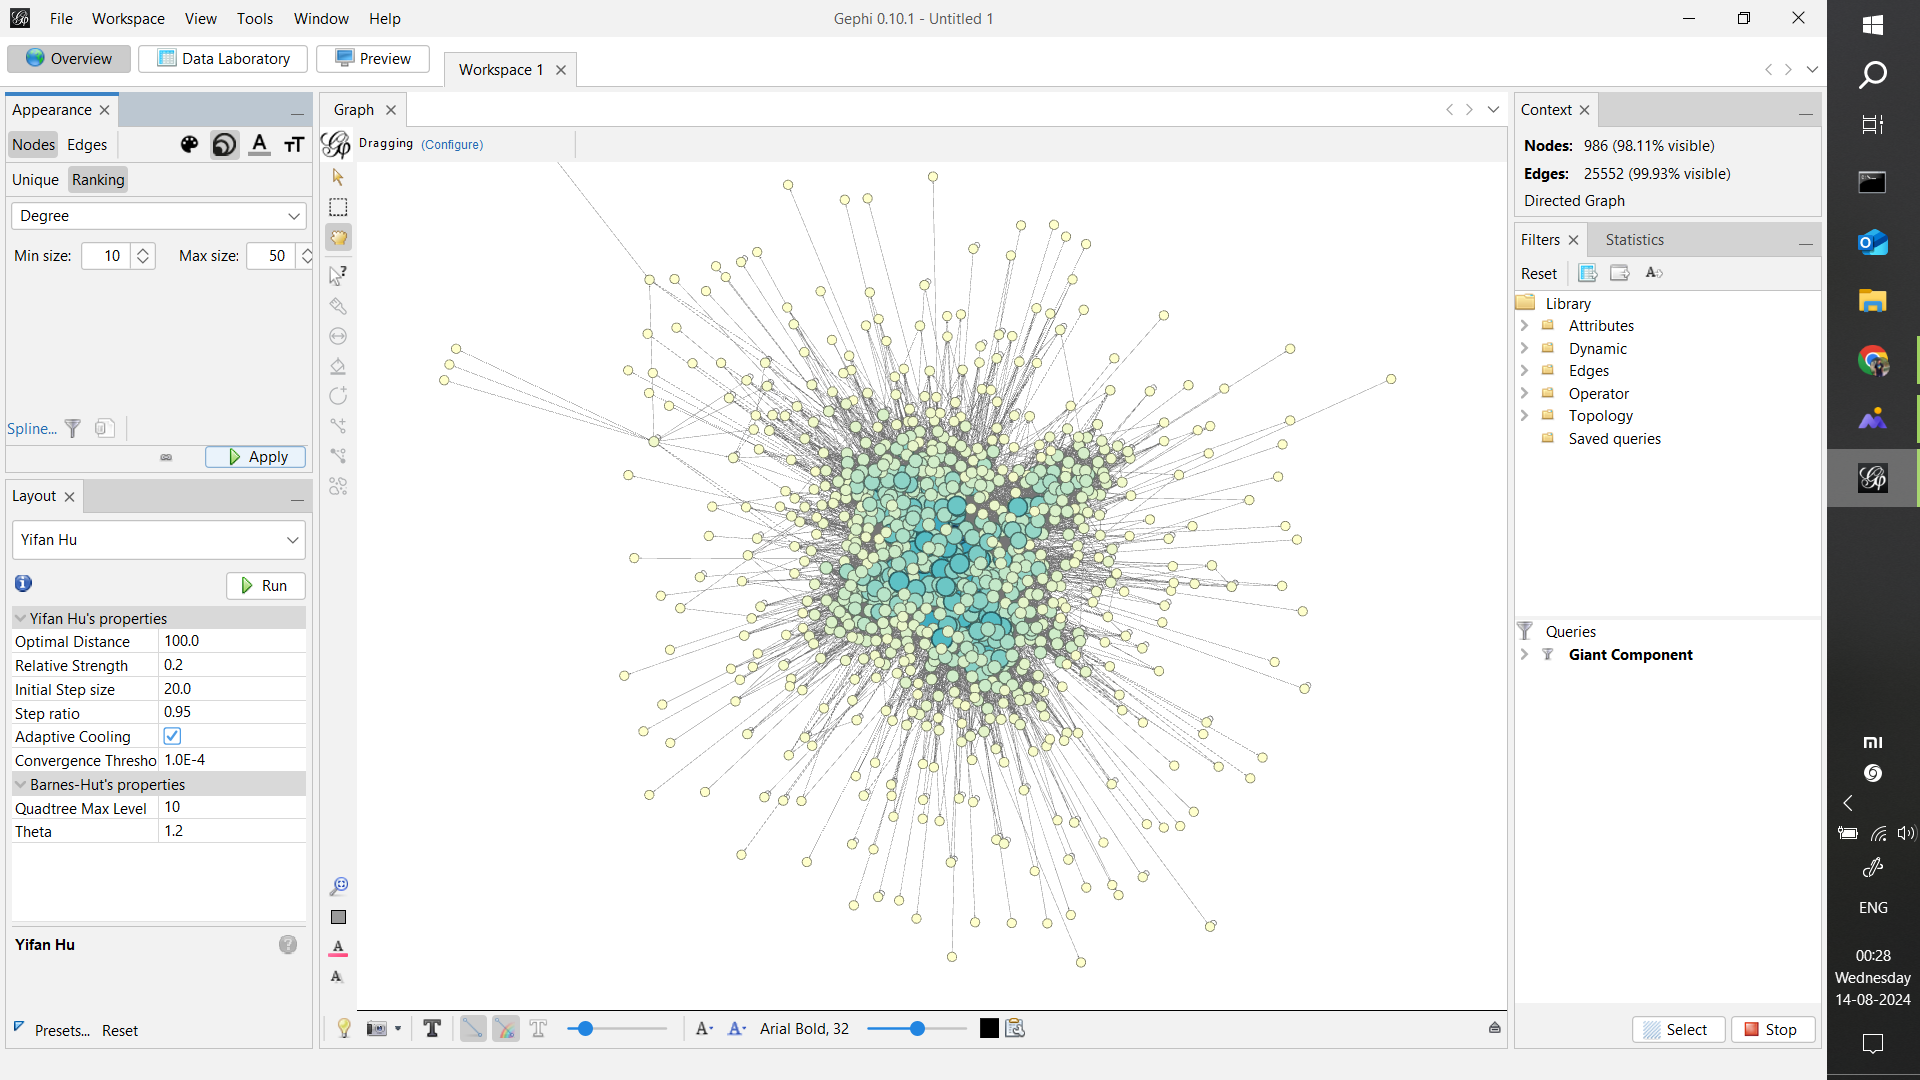 File Workspace View Tools Window Help
Gephi 0.10.1 - Untitled 1
Overview Data Laboratory Preview
Workspace 1
Appearance
Nodes Edges
Unique Ranking
Degree
Min size: 10 Max size: 50
Spline...
Apply
Layout
Yifan Hu
Run
Yifan Hu's properties
Optimal Distance 100.0
Relative Strength 0.2
Initial Step size 20.0
Step ratio 0.95
Adaptive Cooling
Convergence Thresho 1.0E-4
Barnes-Hut's properties
Quadtree Max Level 10
Theta 1.2
Yifan Hu
Presets... Reset
Graph
Dragging (Configure)
Arial Bold, 32
Context
Nodes: 986 (98.11% visible)
Edges: 25552 (99.93% visible)
Directed Graph
Filters Statistics
Reset
Library
Attributes
Dynamic
Edges
Operator
Topology
Saved queries
Queries
Giant Component
Select Stop
ENG
00:28
Wednesday
14-08-2024